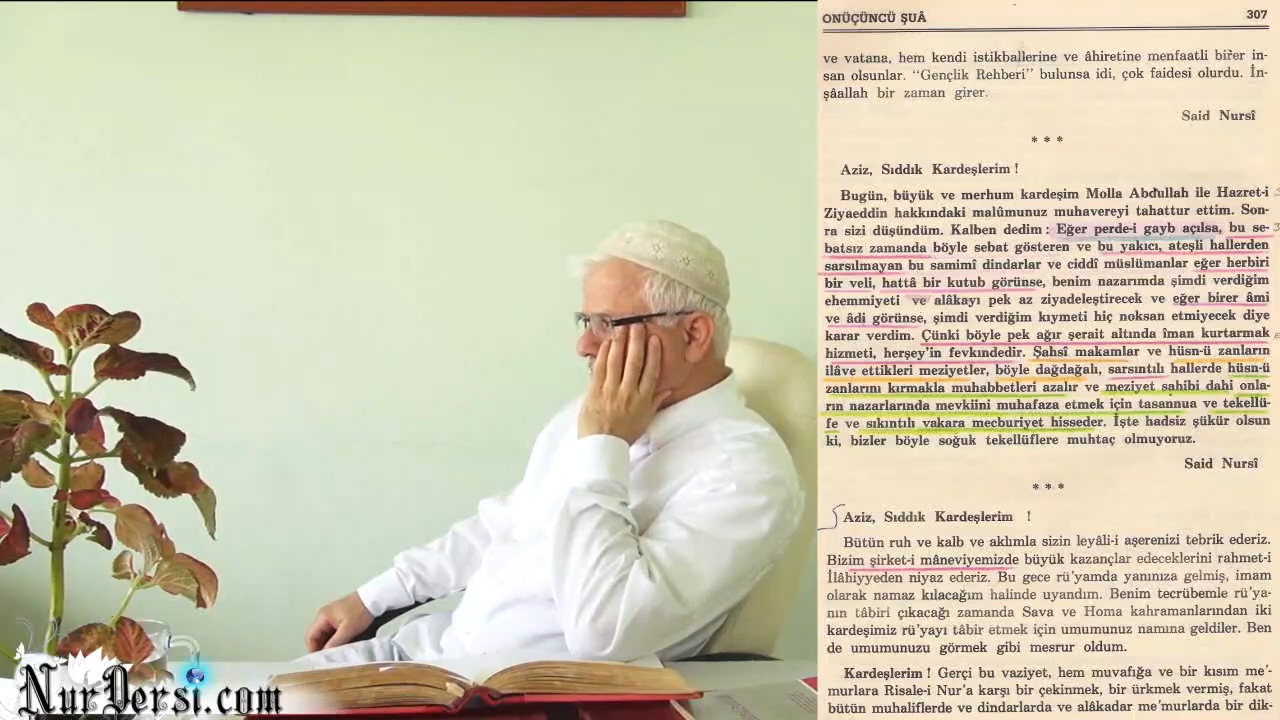 ONÜÇÜNCÜ ŞUÂ
307
ve vatana, hem kendi istikballerine ve âhiretine menfaatli birer in-
san olsunlar. "Gençlik Rehberi" bulunsa idi, çok faidesi olurdu. İn-
şâallah bir zaman girer.
Said Nursî
* * *
Aziz, Sıddık Kardeşlerim !
Bugün, büyük ve merhum kardeşim Molla Abdullah ile Hazret-i
Ziyaeddin hakkındaki malûmunuz muhavereyi tahattur ettim. Son-
ra sizi düşündüm. Kalben dedim : Eğer perde-i gayb açılsa, bu se-
batsız zamanda böyle sebat gösteren ve bu yakıcı, ateşli hallerden
sarsılmayan bu samimî dindarlar ve ciddî müslümanlar eğer herbiri
bir veli, hattâ bir kutub görünse, benim nazarımda şimdi verdiğim
ehemmiyeti ve alâkayı pek az ziyadeleştirecek ve eğer birer âmi
ve âdi görünse, şimdi verdiğim kıymeti hiç noksan etmiyecek diye
karar verdim. Çünki böyle pek ağır şerait altında îman kurtarmak
hizmeti, herşey'in fevkındedir. Şahsî makamlar ve hüsn-ü zanların
ilâve ettikleri meziyetler, böyle dağdağalı, sarsıntılı hallerde hüsn-ü
zanlarını kırmakla muhabbetleri azalır ve meziyet sahibi dahi onla-
rın nazarlarında mevkiini muhafaza etmek için tasannua ve tekellü-
fe ve sıkıntılı vakara mecburiyet hisseder. İşte hadsiz şükür olsun
ki, bizler böyle soğuk tekellüflere muhtaç olmuyoruz.
Said Nursî
* * *
Aziz, Sıddık Kardeşlerim !
Bütün ruh ve kalb ve aklımla sizin leyâli-i aşerenizi tebrik ederiz.
Bizim şirket-i mâneviyemizde büyük kazançlar edeceklerini rahmet-i
İlâhiyyeden niyaz ederiz. Bu gece rü'yamda yanınıza gelmiş, imam
olarak namaz kılacağım halinde uyandım. Benim tecrübemle rü'ya-
nın tâbiri çıkacağı zamanda Sava ve Homa kahramanlarından iki
kardeşimiz rü'yayı tâbir etmek için umumunuz namına geldiler. Ben
de umumunuzu görmek gibi mesrur oldum.
Kardeşlerim ! Gerçi bu vaziyet, hem muvafığa ve bir kısım me'-
murlara Risale-i Nur'a karşı bir çekinmek, bir ürkmek vermiş, fakat
bütün muhaliflerde ve dindarlarda ve alâkadar me'murlarda bir dik-
NurDersi.com